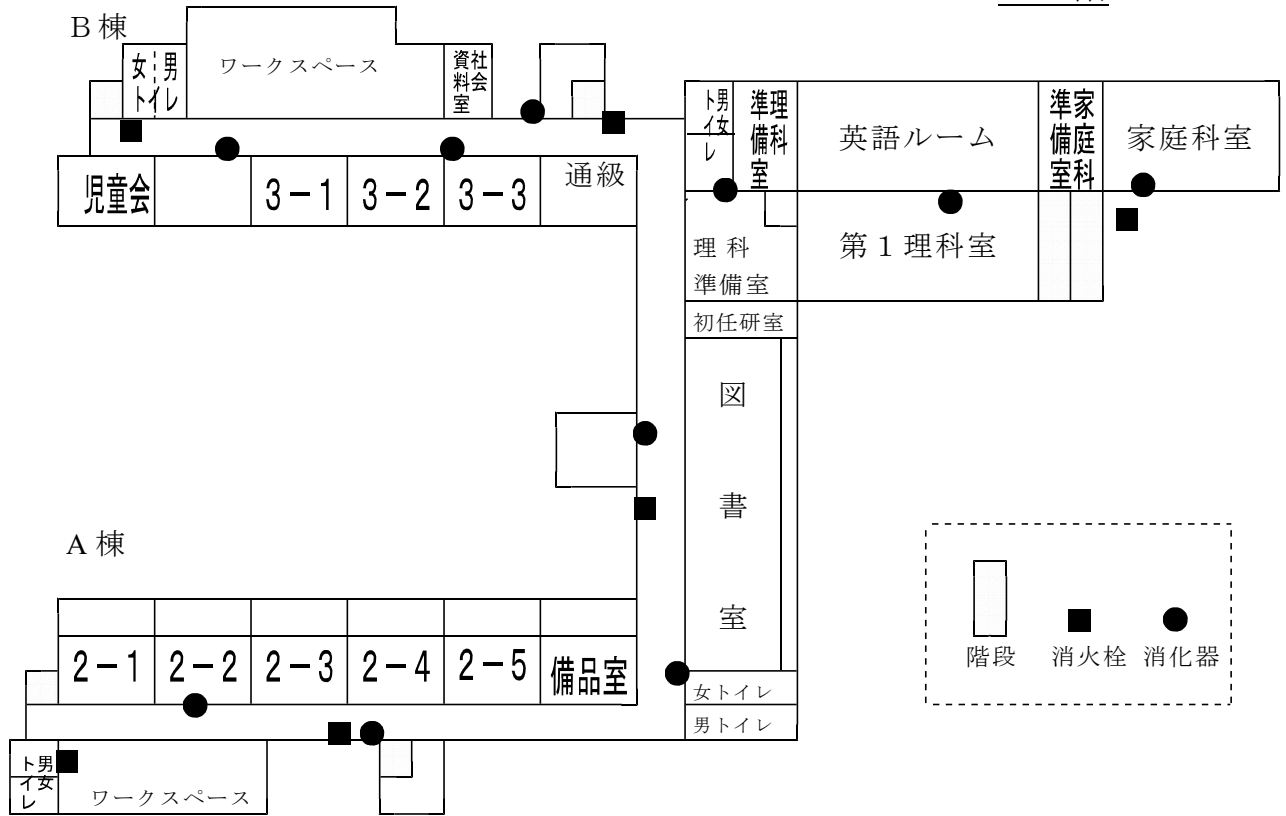 B棟
女男
トイレ
ワークスペース
社会
資料室
男女
トイレ
理科
準備室
英語ルーム
家庭科
準備室
家庭科室
児童会
3-1
3-2
3-3
通級
理科
準備室
第1理科室
初任研室
図書室
A棟
2-1
2-2
2-3
2-4
2-5
備品室
女トイレ
男トイレ
男女
トイレ
ワークスペース
階段
消火栓
消化器